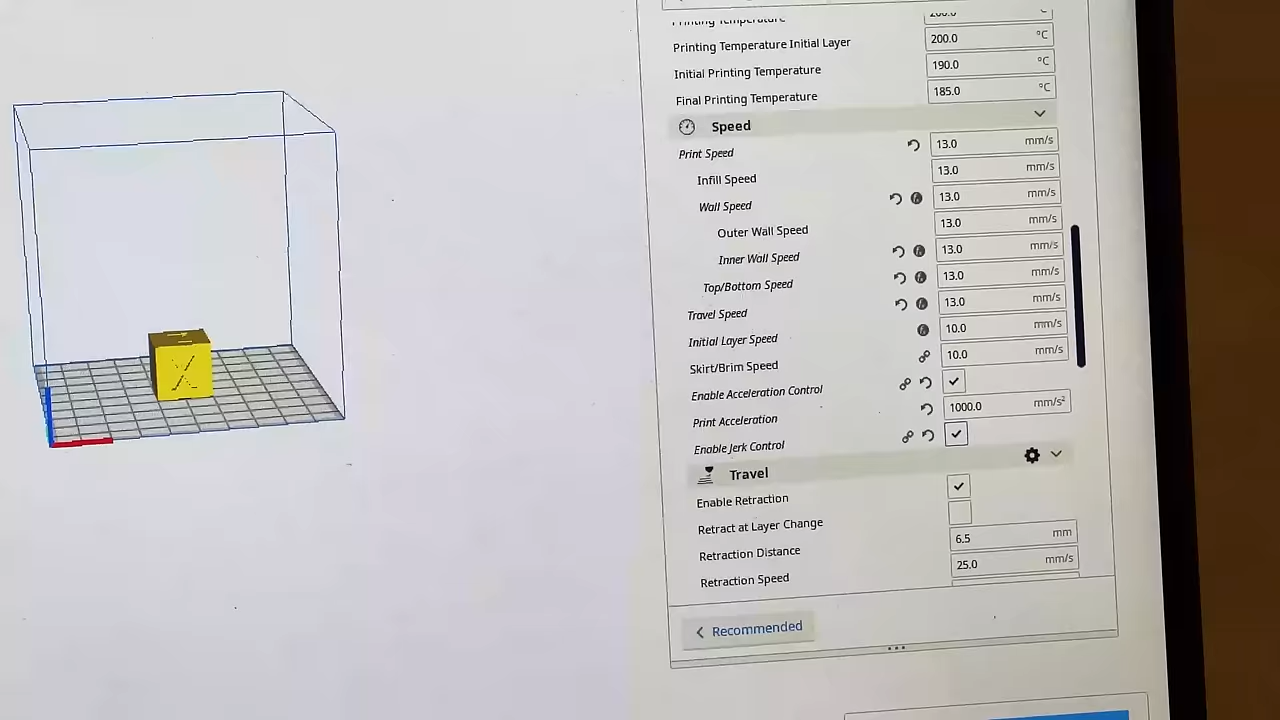 Printing Temperature 200.0 °C
Printing Temperature Initial Layer 200.0 °C
Initial Printing Temperature 190.0 °C
Final Printing Temperature 185.0 °C
Speed
Print Speed 13.0 mm/s
Infill Speed 13.0 mm/s
Wall Speed 13.0 mm/s
Outer Wall Speed 13.0 mm/s
Inner Wall Speed 13.0 mm/s
Top/Bottom Speed 13.0 mm/s
Travel Speed 13.0 mm/s
Initial Layer Speed 10.0 mm/s
Skirt/Brim Speed 10.0 mm/s
Enable Acceleration Control
Print Acceleration 1000.0 mm/s²
Enable Jerk Control
Travel
Enable Retraction
Retract at Layer Change
Retraction Distance 6.5 mm
Retraction Speed 25.0 mm/s
Recommended
X